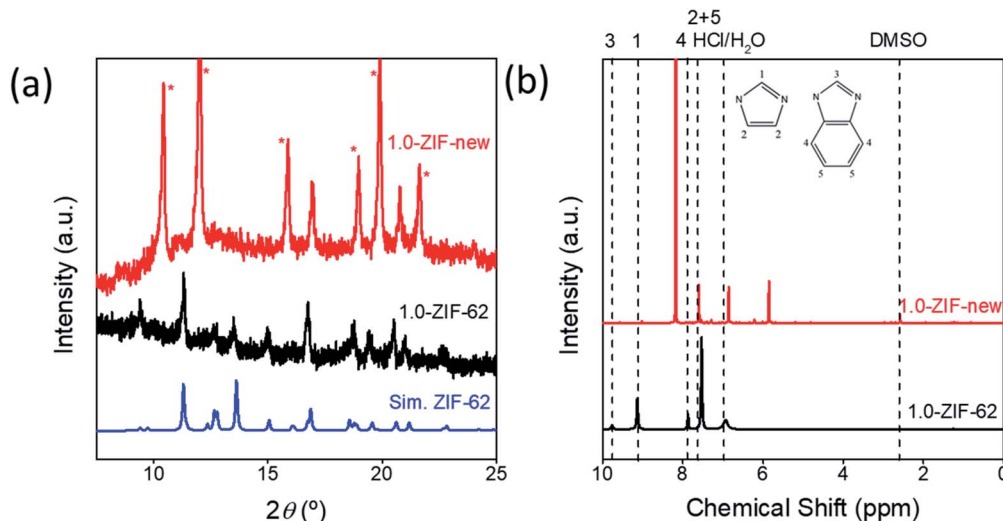 (a)
1.0-ZIF-new
* * * * * *
1.0-ZIF-62
Sim. ZIF-62
Intensity (a.u.)
10 15 20 25
2θ (º)
(b)
2+5
3 1 4 HCl/H₂O DMSO
1
N N
2 2
3
N N
4 4
5 5
1.0-ZIF-new
1.0-ZIF-62
Intensity (a.u.)
10 8 6 4 2 0
Chemical Shift (ppm)